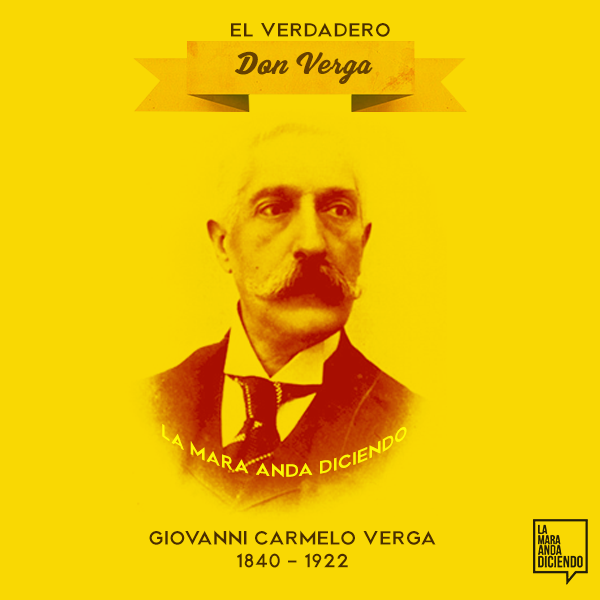 EL VERDADERO
Don Verga
LA MARA ANDA DICIENDO
GIOVANNI CARMELO VERGA
1840 – 1922
LA
MARA
ANDA
DICIENDO